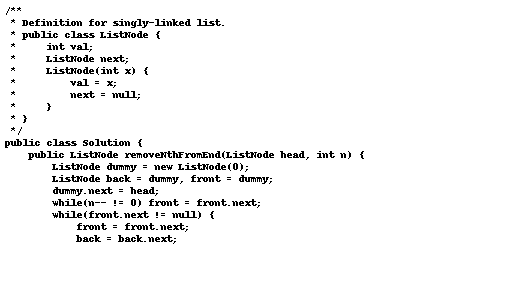 /**
 * Definition for singly-linked list.
 * public class ListNode {
 *     int val;
 *     ListNode next;
 *     ListNode(int x) {
 *         val = x;
 *         next = null;
 *     }
 * }
 */
public class Solution {
    public ListNode removeNthFromEnd(ListNode head, int n) {
        ListNode dummy = new ListNode(0);
        ListNode back = dummy, front = dummy;
        dummy.next = head;
        while(n-- != 0) front = front.next;
        while(front.next != null) {
            front = front.next;
            back = back.next;